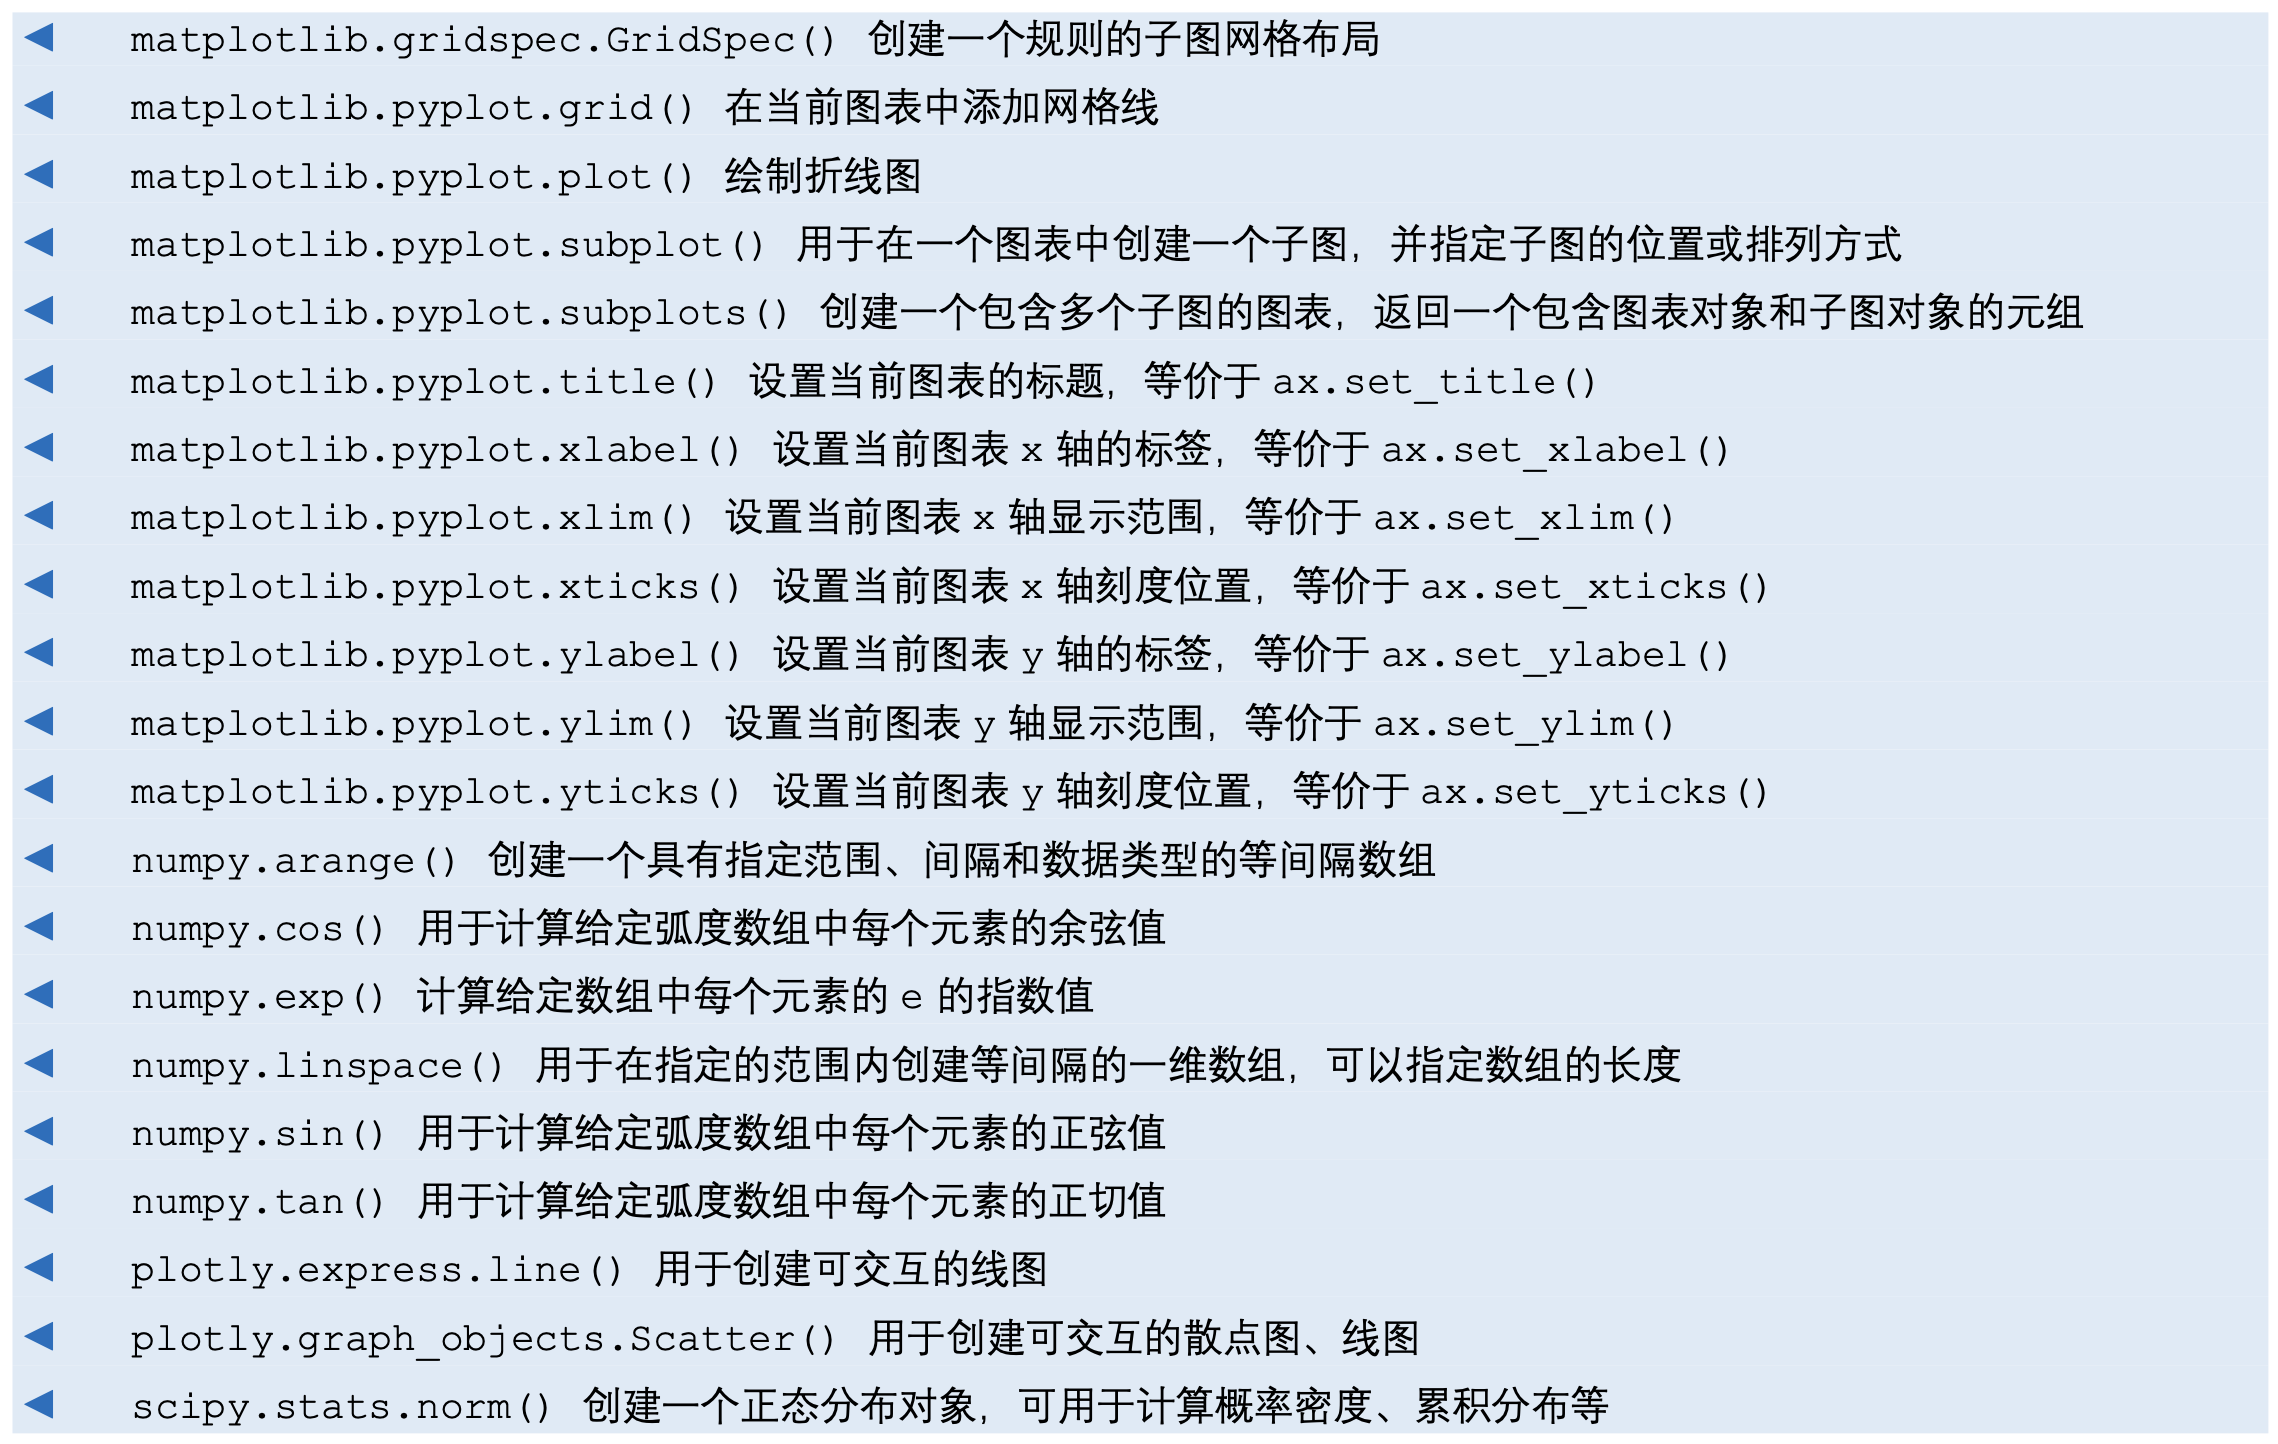 matplotlib.gridspec.GridSpec() 创建一个规则的子图网格布局
matplotlib.pyplot.grid() 在当前图表中添加网格线
matplotlib.pyplot.plot() 绘制折线图
matplotlib.pyplot.subplot() 用于在一个图表中创建一个子图，并指定子图的位置或排列方式
matplotlib.pyplot.subplots() 创建一个包含多个子图的图表，返回一个包含图表对象和子图对象的元组
matplotlib.pyplot.title() 设置当前图表的标题，等价于 ax.set_title()
matplotlib.pyplot.xlabel() 设置当前图表 x 轴的标签，等价于 ax.set_xlabel()
matplotlib.pyplot.xlim() 设置当前图表 x 轴显示范围，等价于 ax.set_xlim()
matplotlib.pyplot.xticks() 设置当前图表 x 轴刻度位置，等价于 ax.set_xticks()
matplotlib.pyplot.ylabel() 设置当前图表 y 轴的标签，等价于 ax.set_ylabel()
matplotlib.pyplot.ylim() 设置当前图表 y 轴显示范围，等价于 ax.set_ylim()
matplotlib.pyplot.yticks() 设置当前图表 y 轴刻度位置，等价于 ax.set_yticks()
numpy.arange() 创建一个具有指定范围、间隔和数据类型的等间隔数组
numpy.cos() 用于计算给定弧度数组中每个元素的余弦值
numpy.exp() 计算给定数组中每个元素的 e 的指数值
numpy.linspace() 用于在指定的范围内创建等间隔的一维数组，可以指定数组的长度
numpy.sin() 用于计算给定弧度数组中每个元素的正弦值
numpy.tan() 用于计算给定弧度数组中每个元素的正切值
plotly.express.line() 用于创建可交互的线图
plotly.graph_objects.Scatter() 用于创建可交互的散点图、线图
scipy.stats.norm() 创建一个正态分布对象，可用于计算概率密度、累积分布等